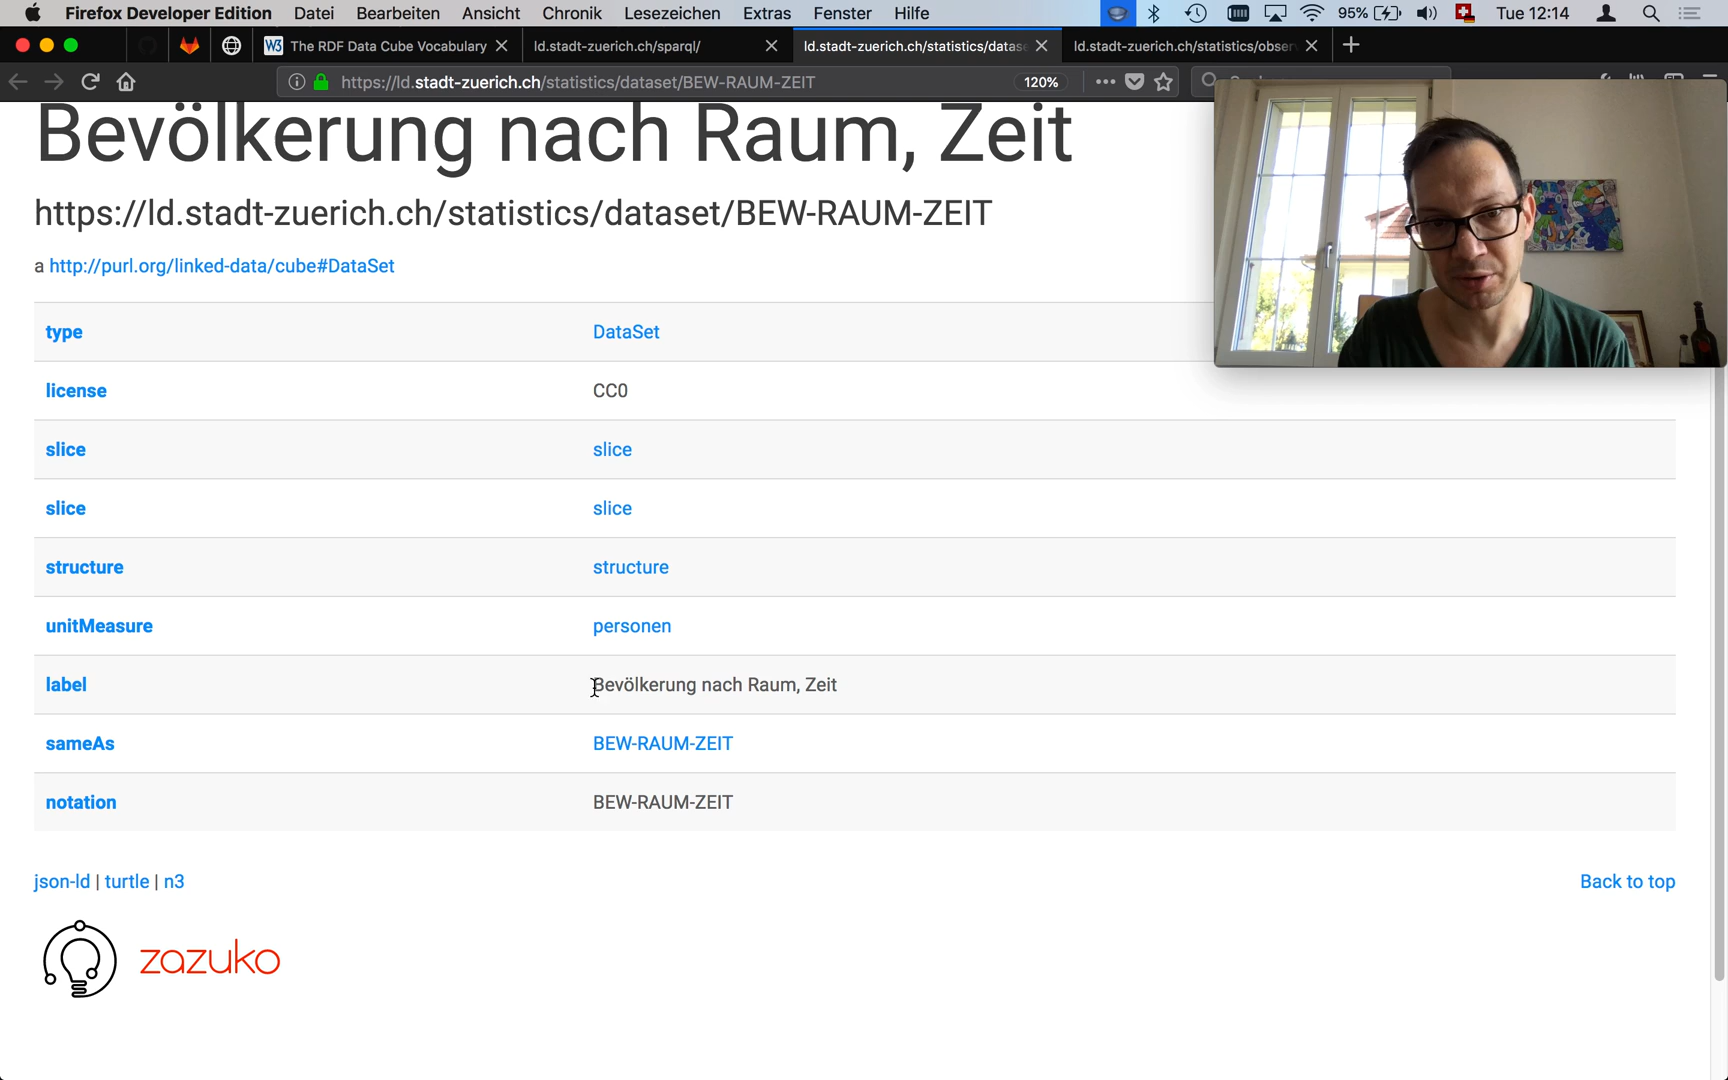 Firefox Developer Edition Datei Bearbeiten Ansicht Chronik Lesezeichen Extras Fenster Hilfe 95% Tue 12:14
W3 The RDF Data Cube Vocabulary ld.stadt-zuerich.ch/sparql/ ld.stadt-zuerich.ch/statistics/datase ld.stadt-zuerich.ch/statistics/obser
https://ld.stadt-zuerich.ch/statistics/dataset/BEW-RAUM-ZEIT 120%
Bevölkerung nach Raum, Zeit
https://ld.stadt-zuerich.ch/statistics/dataset/BEW-RAUM-ZEIT
a http://purl.org/linked-data/cube#DataSet
type DataSet
license CC0
slice slice
slice slice
structure structure
unitMeasure personen
label Bevölkerung nach Raum, Zeit
sameAs BEW-RAUM-ZEIT
notation BEW-RAUM-ZEIT
json-ld | turtle | n3 Back to top
zazuko